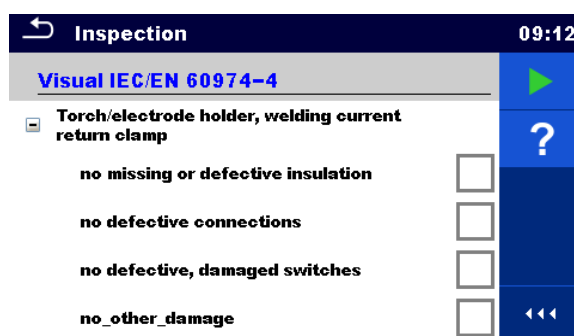 Inspection
09:12
Visual IEC/EN 60974-4
Torch/electrode holder, welding current
return clamp
?
no missing or defective insulation
no defective connections
no defective, damaged switches
no_other_damage